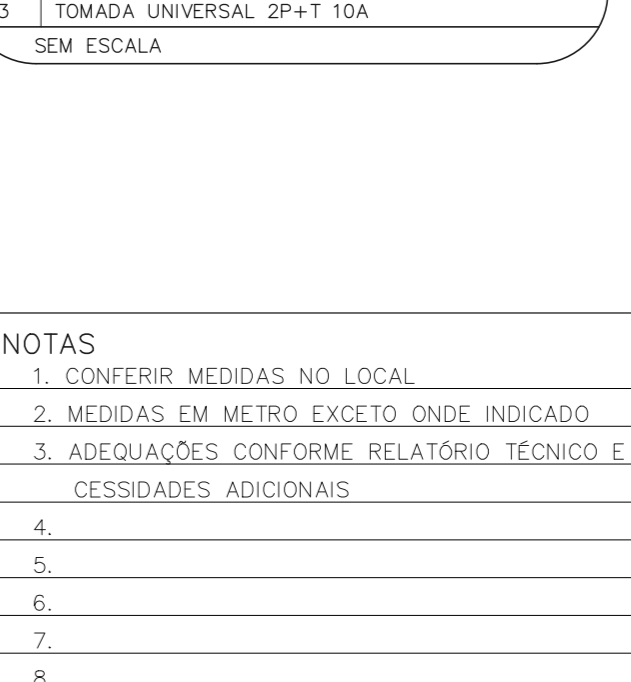 3 TOMADA UNIVERSAL 2P+T 10A
SEM ESCALA
NOTAS
1. CONFERIR MEDIDAS NO LOCAL
2. MEDIDAS EM METRO EXCETO ONDE INDICADO
3. ADEQUAÇÕES CONFORME RELATÓRIO TÉCNICO E
CESSIDADES ADICIONAIS
4.
5.
6.
7.
8